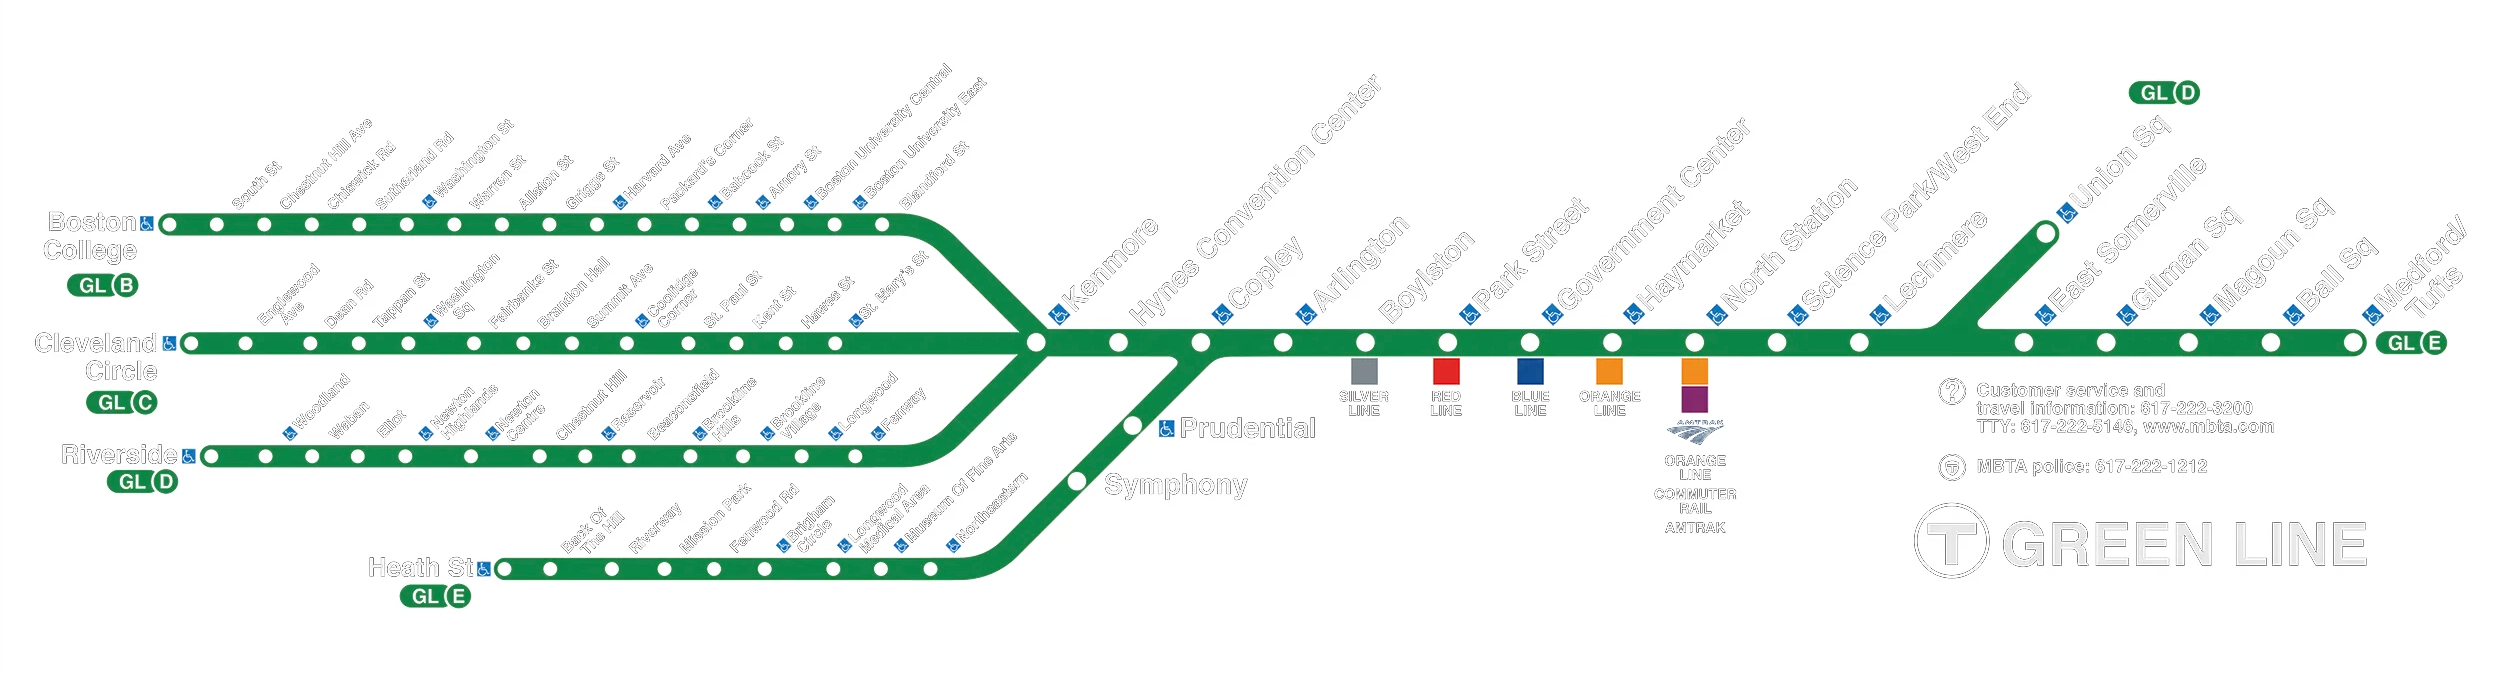 South St
Chestnut Hill Ave
Chiswick Rd
Sutherland Rd
Washington St
Warren St
Allston St
Griggs St
Harvard Ave
Packard's Corner
Babcock St
Amory St
Boston University Central
Boston University East
Blandford St
Boston
College
GL B
Englewood
Ave
Dean Rd
Tappan St
Washington
Sq
Fairbanks St
Brandon Hall
Summit Ave
Coolidge
Corner
St. Paul St
Kent St
Hawes St
St. Mary's St
Cleveland
Circle
GL C
Woodland
Waban
Eliot
Newton
Highlands
Newton
Centre
Chestnut Hill
Reservoir
Beaconsfield
Brookline
Hills
Brookline
Village
Longwood
Fenway
Riverside
GL D
Back Of
The Hill
Riverway
Mission Park
Fenwood Rd
Brigham
Circle
Longwood
Medical Area
Museum Of Fine Arts
Northeastern
Heath St
GL E
Symphony
Prudential
Kenmore
Hynes Convention Center
Copley
Arlington
Boylston
Park Street
Government Center
Haymarket
North Station
Science Park/West End
Lechmere
Union Sq
GL D
East Somerville
Gilman Sq
Magoun Sq
Ball Sq
Medford/
Tufts
GL E
SILVER
LINE
RED
LINE
BLUE
LINE
ORANGE
LINE
AMTRAK
ORANGE
LINE
COMMUTER
RAIL
AMTRAK
? Customer service and
travel information: 617-222-3200
TTY: 617-222-5146, www.mbta.com
T MBTA police: 617-222-1212
T GREEN LINE